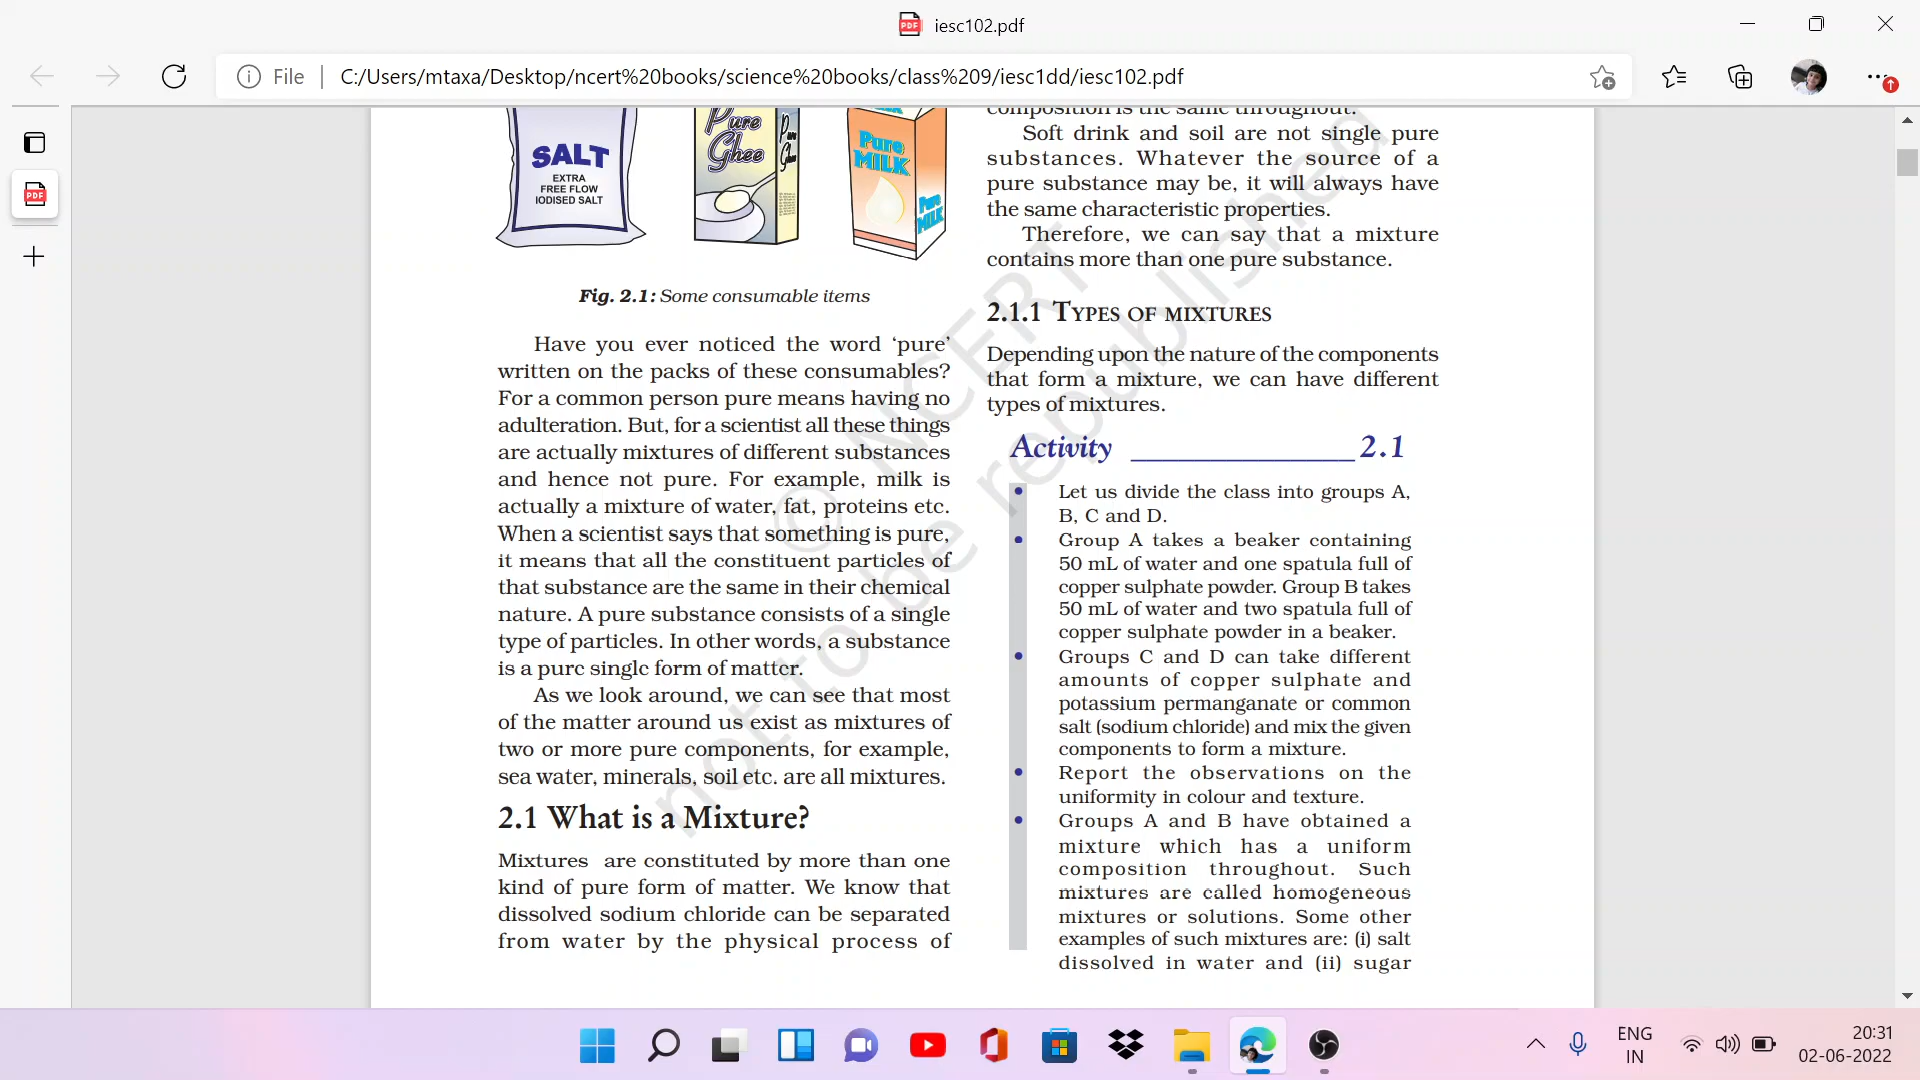 iesc102.pdf
File
C:/Users/mtaxa/Desktop/ncert%20books/science%20books/class%209/iesc1dd/iesc102.pdf
SALT
EXTRA
FREE FLOW
IODISED SALT
Pure
Ghee
Pure
Ghee
Pure
MILK
Pure
MILK
Fig. 2.1: Some consumable items
Have you ever noticed the word ‘pure’
written on the packs of these consumables?
For a common person pure means having no
adulteration. But, for a scientist all these things
are actually mixtures of different substances
and hence not pure. For example, milk is
actually a mixture of water, fat, proteins etc.
When a scientist says that something is pure,
it means that all the constituent particles of
that substance are the same in their chemical
nature. A pure substance consists of a single
type of particles. In other words, a substance
is a pure single form of matter.
As we look around, we can see that most
of the matter around us exist as mixtures of
two or more pure components, for example,
sea water, minerals, soil etc. are all mixtures.
2.1 What is a Mixture?
Mixtures are constituted by more than one
kind of pure form of matter. We know that
dissolved sodium chloride can be separated
from water by the physical process of
composition is the same throughout.
Soft drink and soil are not single pure
substances. Whatever the source of a
pure substance may be, it will always have
the same characteristic properties.
Therefore, we can say that a mixture
contains more than one pure substance.
2.1.1 TYPES OF MIXTURES
Depending upon the nature of the components
that form a mixture, we can have different
types of mixtures.
Activity ______________ 2.1
• Let us divide the class into groups A,
B, C and D.
• Group A takes a beaker containing
50 mL of water and one spatula full of
copper sulphate powder. Group B takes
50 mL of water and two spatula full of
copper sulphate powder in a beaker.
• Groups C and D can take different
amounts of copper sulphate and
potassium permanganate or common
salt (sodium chloride) and mix the given
components to form a mixture.
• Report the observations on the
uniformity in colour and texture.
• Groups A and B have obtained a
mixture which has a uniform
composition throughout. Such
mixtures are called homogeneous
mixtures or solutions. Some other
examples of such mixtures are: (i) salt
dissolved in water and (ii) sugar
© NCERT
not to be republished
ENG
IN
20:31
02-06-2022